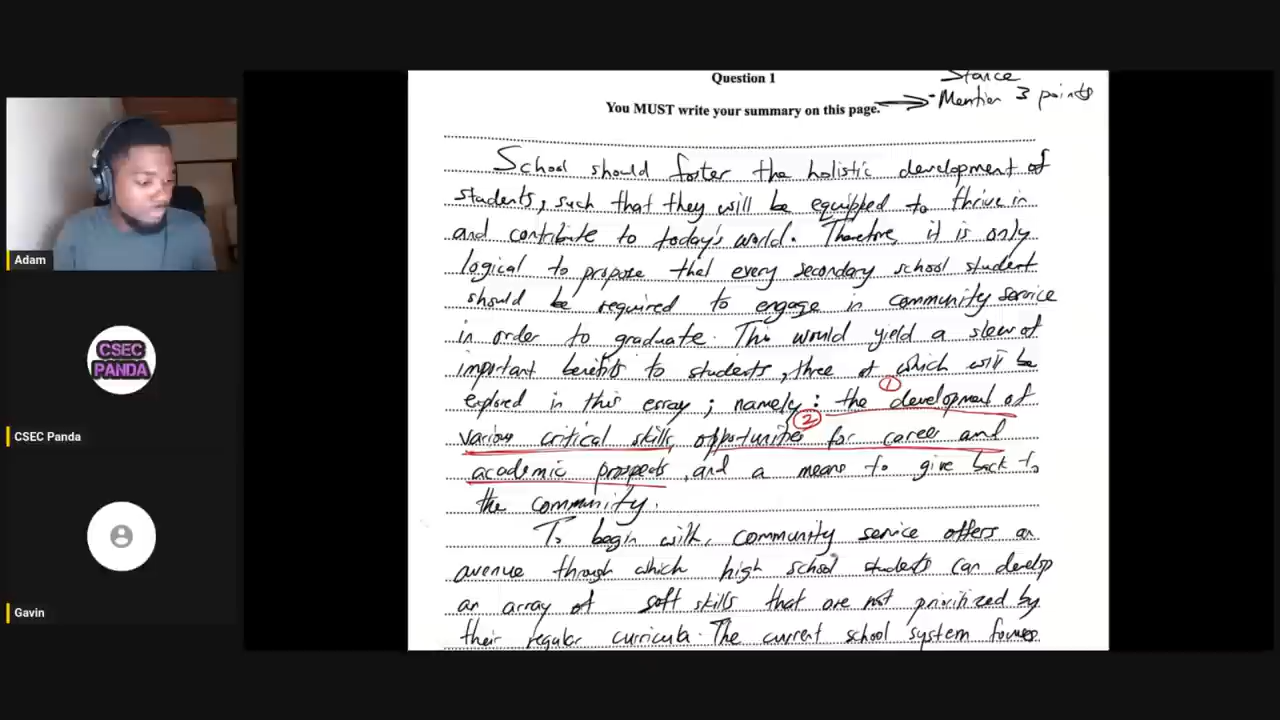 Question 1
Stance
You MUST write your summary on this page.
- Mention 3 points
School should foster the holistic development of
students, such that they will be equipped to thrive in
and contribute to today's world. Therefore, it is only
logical to propose that every secondary school student
should be required to engage in community service
in order to graduate. This would yield a slew of
important benefits to students, three of which will be
explored in this essay; namely: the development of
1
2
various critical skills, opportunities for career and
academic prospects, and a means to give back to
the community.
To begin with, community service offers an
avenue through which high school students can develop
an array of soft skills that are not prioritized by
their regular curricula. The current school system focuses
Adam
CSEC
PANDA
CSEC Panda
Gavin